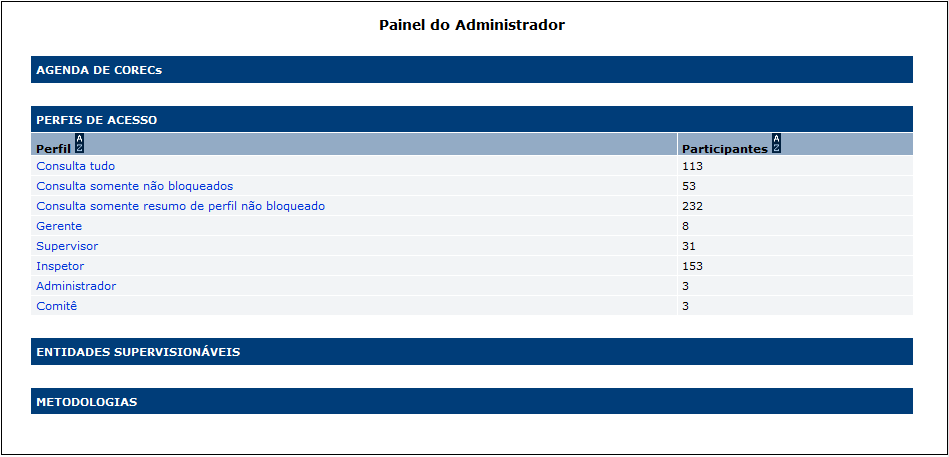 Painel do Administrador
AGENDA DE CORECs
PERFIS DE ACESSO
Perfil AZ Participantes AZ
Consulta tudo 113
Consulta somente não bloqueados 53
Consulta somente resumo de perfil não bloqueado 232
Gerente 8
Supervisor 31
Inspetor 153
Administrador 3
Comitê 3
ENTIDADES SUPERVISIONÁVEIS
METODOLOGIAS